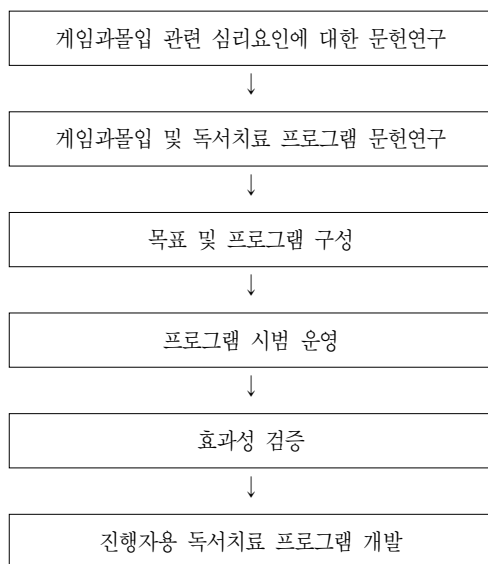 게임과몰입 관련 심리요인에 대한 문헌연구
↓
게임과몰입 및 독서치료 프로그램 문헌연구
↓
목표 및 프로그램 구성
↓
프로그램 시범 운영
↓
효과성 검증
↓
진행자용 독서치료 프로그램 개발